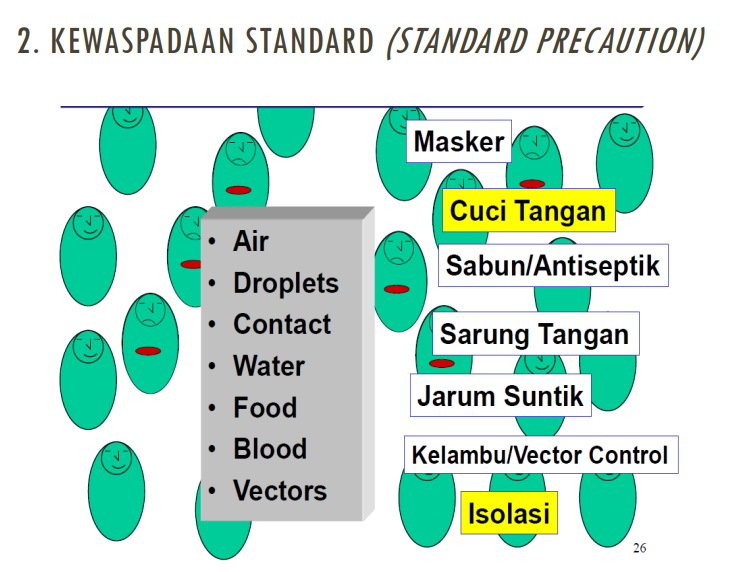 2. KEWASPADAAN STANDARD (STANDARD PRECAUTION)
• Air
• Droplets
• Contact
• Water
• Food
• Blood
• Vectors
Masker
Cuci Tangan
Sabun/Antiseptik
Sarung Tangan
Jarum Suntik
Kelambu/Vector Control
Isolasi
26